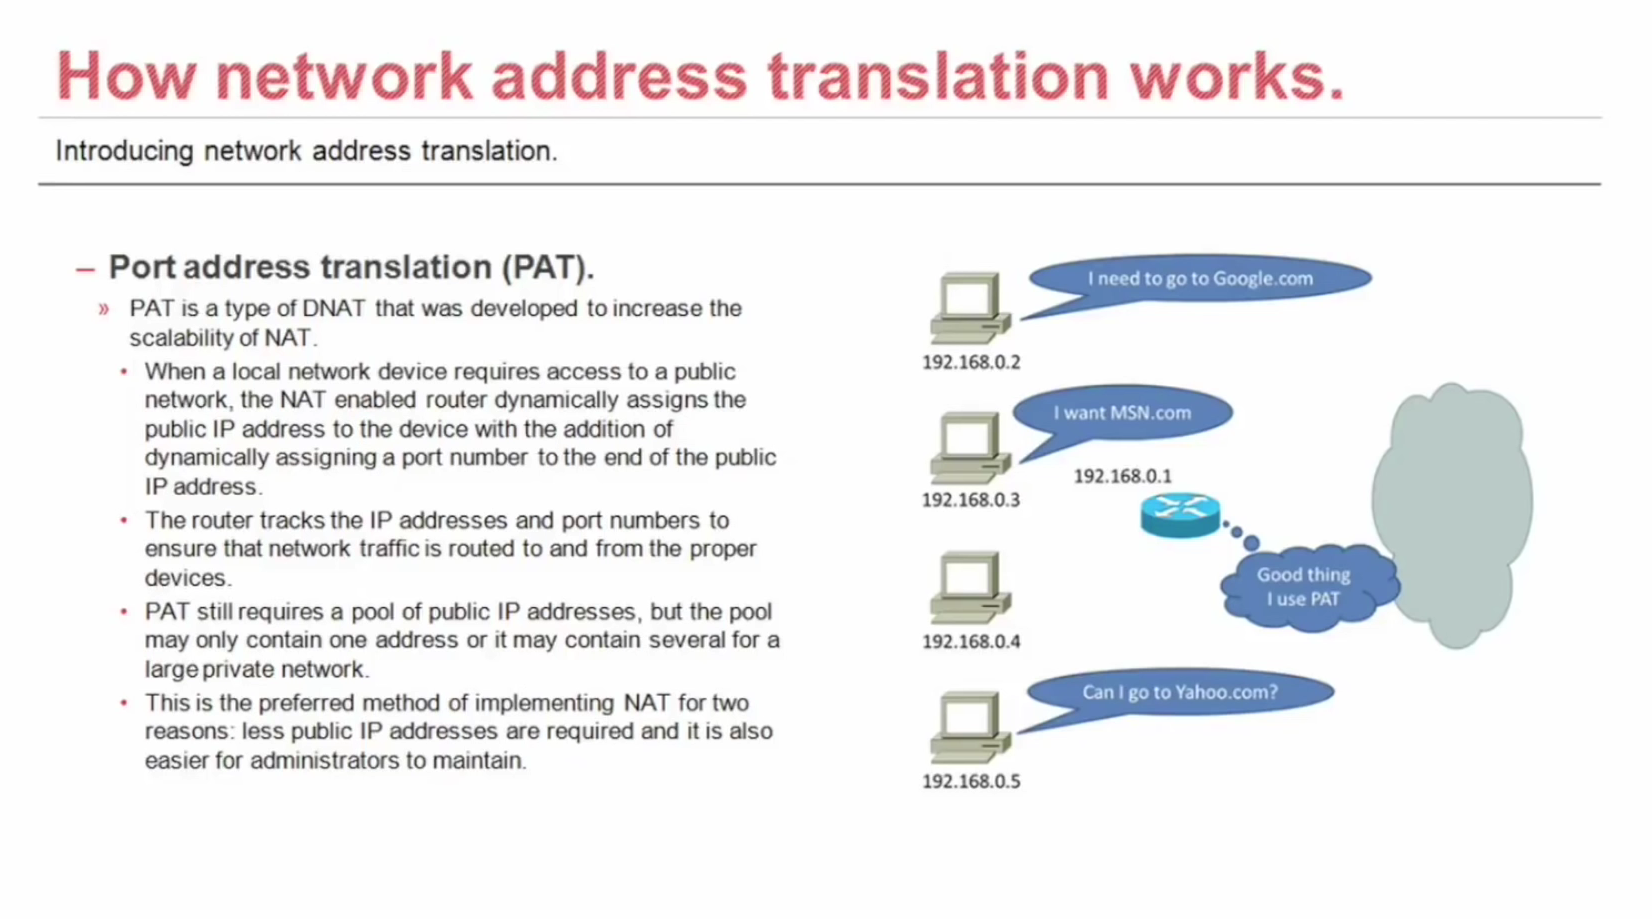 How network address translation works.
Introducing network address translation.
– Port address translation (PAT).
» PAT is a type of DNAT that was developed to increase the
scalability of NAT.
• When a local network device requires access to a public
network, the NAT enabled router dynamically assigns the
public IP address to the device with the addition of
dynamically assigning a port number to the end of the public
IP address.
• The router tracks the IP addresses and port numbers to
ensure that network traffic is routed to and from the proper
devices.
• PAT still requires a pool of public IP addresses, but the pool
may only contain one address or it may contain several for a
large private network.
• This is the preferred method of implementing NAT for two
reasons: less public IP addresses are required and it is also
easier for administrators to maintain.
I need to go to Google.com
192.168.0.2
I want MSN.com
192.168.0.1
192.168.0.3
Good thing
I use PAT
192.168.0.4
Can I go to Yahoo.com?
192.168.0.5